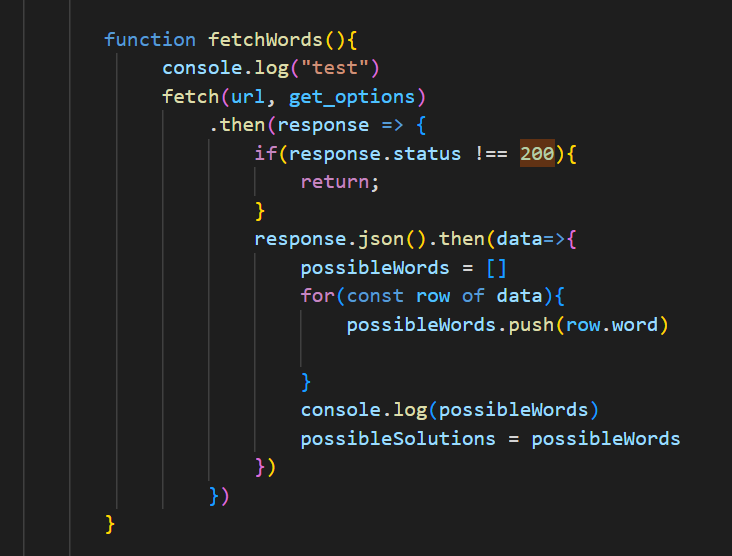 function fetchWords(){
console.log("test")
fetch(url, get_options)
.then(response => {
if(response.status !== 200){
return;
}
response.json().then(data=>{
possibleWords = []
for(const row of data){
possibleWords.push(row.word)
}
console.log(possibleWords)
possibleSolutions = possibleWords
})
})
}